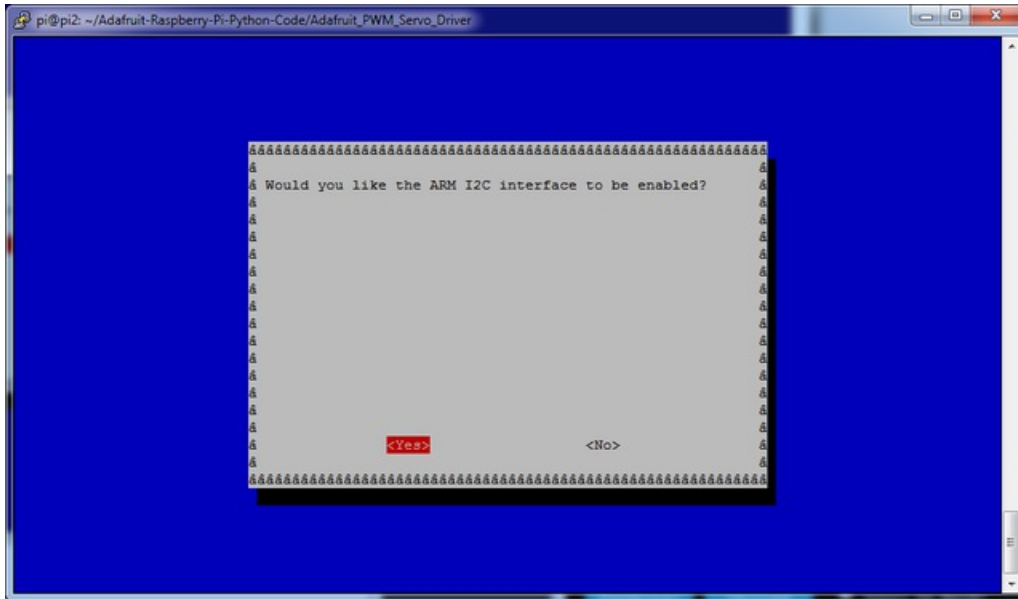 pi@pi2: ~/Adafruit-Raspberry-Pi-Python-Code/Adafruit_PWM_Servo_Driver
Would you like the ARM I2C interface to be enabled?
<Yes> <No>